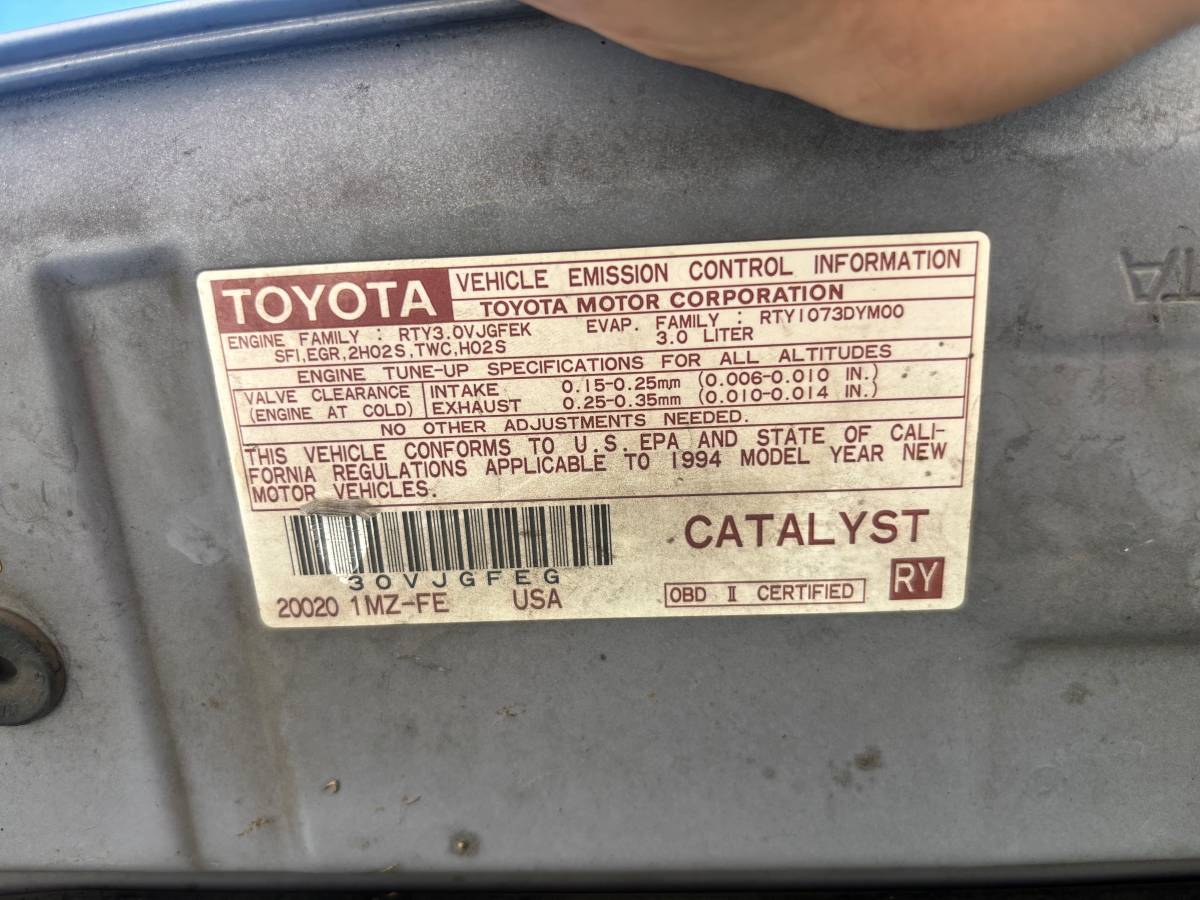 TOYOTA VEHICLE EMISSION CONTROL INFORMATION
TOYOTA MOTOR CORPORATION
ENGINE FAMILY : RTY3.0VJGFEK EVAP. FAMILY : RTY1073DYM00
SFI,EGR,2HO2S,TWC,HO2S 3.0 LITER
ENGINE TUNE-UP SPECIFICATIONS FOR ALL ALTITUDES
VALVE CLEARANCE INTAKE 0.15-0.25mm (0.006-0.010 IN.)
(ENGINE AT COLD) EXHAUST 0.25-0.35mm (0.010-0.014 IN.)
NO OTHER ADJUSTMENTS NEEDED.
THIS VEHICLE CONFORMS TO U.S. EPA AND STATE OF CALI-
FORNIA REGULATIONS APPLICABLE TO 1994 MODEL YEAR NEW
MOTOR VEHICLES.
CATALYST
30VJGFEG
20020 1MZ-FE USA
OBD II CERTIFIED
RY